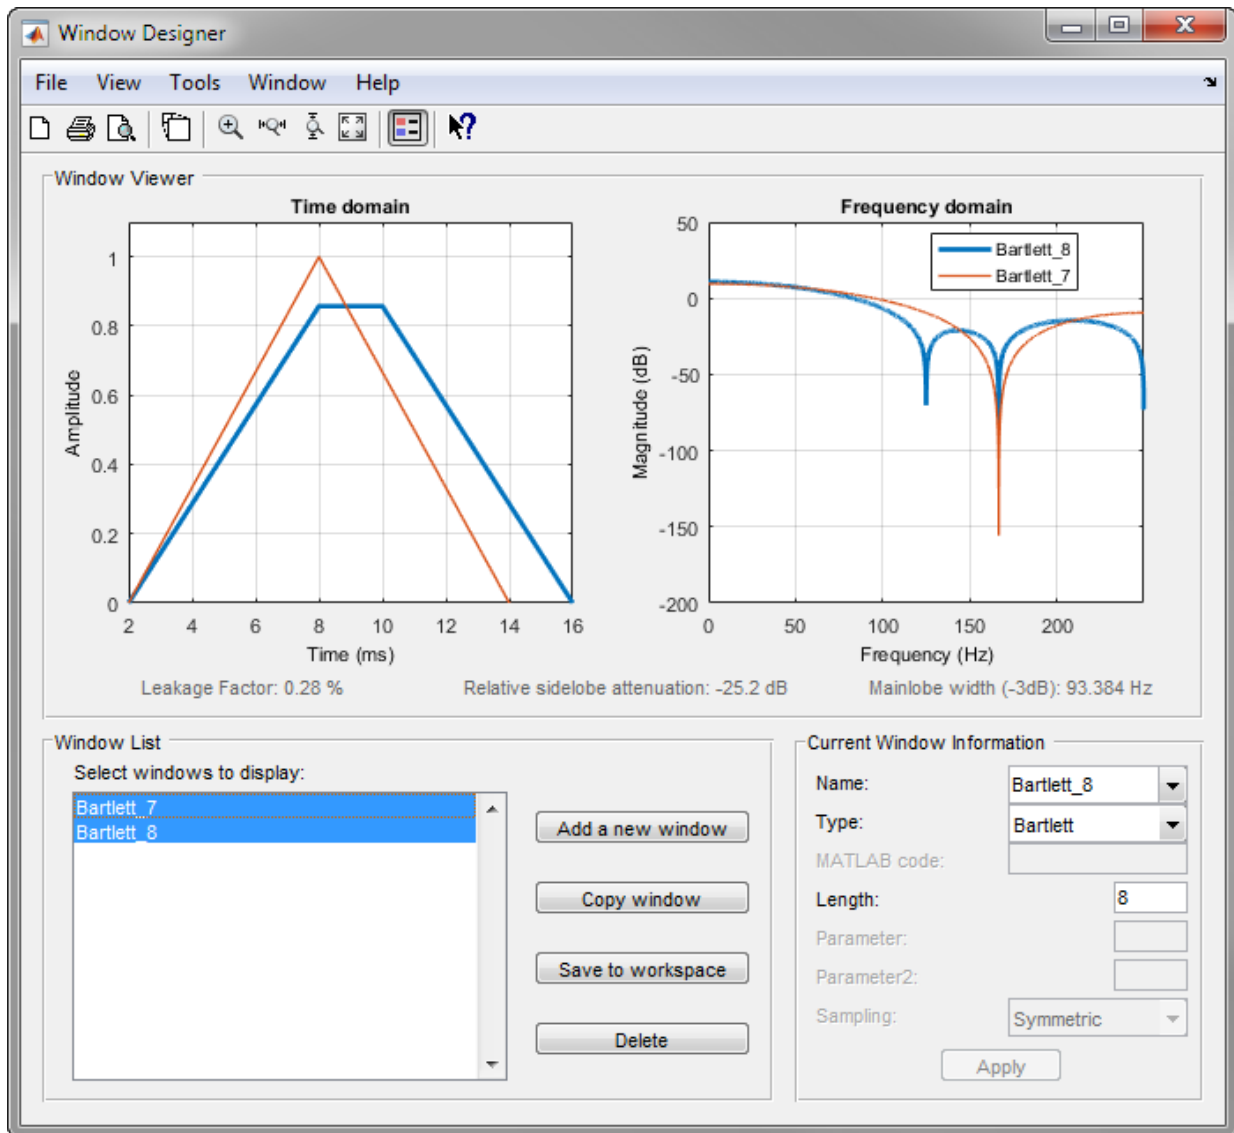 Window Designer
File View Tools Window Help
Window Viewer
Time domain
1
0.8
0.6
0.4
0.2
0
Amplitude
2 4 6 8 10 12 14 16
Time (ms)
Frequency domain
Bartlett_8
Bartlett_7
50
0
-50
-100
-150
-200
Magnitude (dB)
0 50 100 150 200
Frequency (Hz)
Leakage Factor: 0.28 % Relative sidelobe attenuation: -25.2 dB Mainlobe width (-3dB): 93.384 Hz
Window List
Select windows to display:
Bartlett_7
Bartlett_8
Add a new window
Copy window
Save to workspace
Delete
Current Window Information
Name: Bartlett_8
Type: Bartlett
MATLAB code:
Length: 8
Parameter:
Parameter2:
Sampling: Symmetric
Apply